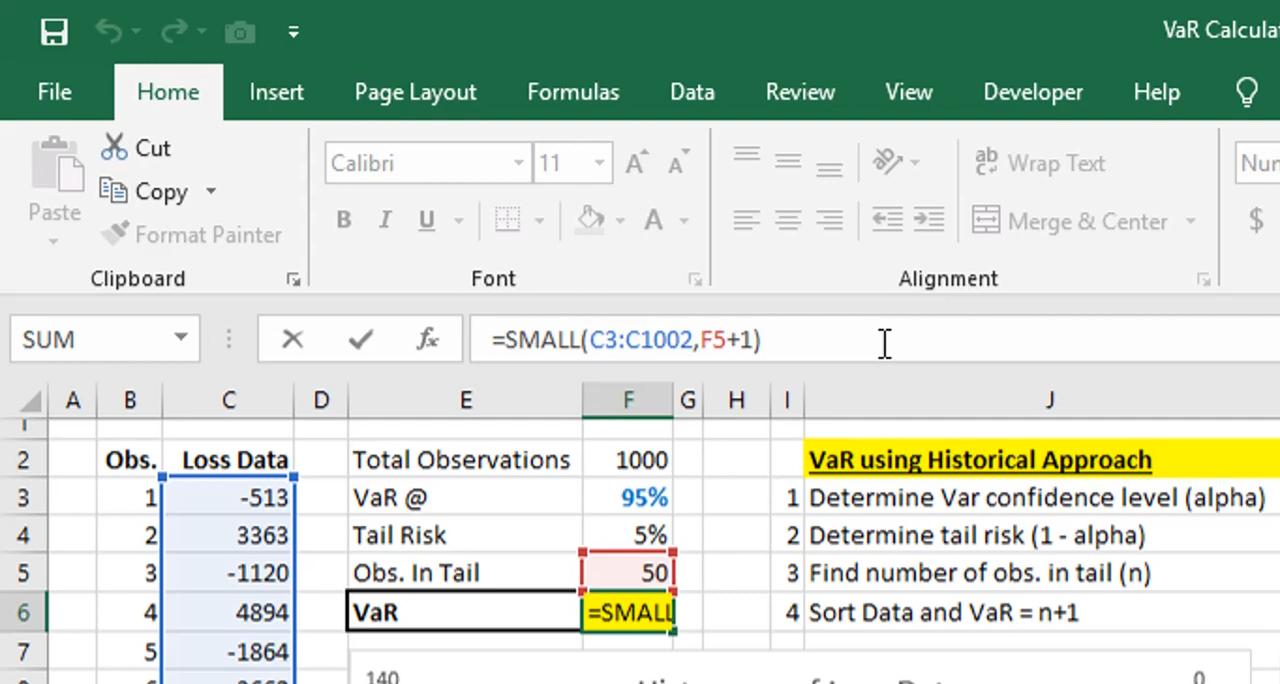 VaR Calcula
File Home Insert Page Layout Formulas Data Review View Developer Help
Cut
Copy
Paste
Format Painter
Clipboard
Calibri 11
A A
B I U A
Font
ab Wrap Text
Merge & Center
Alignment
Num
$
SUM fx =SMALL(C3:C1002,F5+1)
A B C D E F G H I J
2 Obs. Loss Data Total Observations 1000 VaR using Historical Approach
3 1 -513 VaR @ 95% 1 Determine Var confidence level (alpha)
4 2 3363 Tail Risk 5% 2 Determine tail risk (1 - alpha)
5 3 -1120 Obs. In Tail 50 3 Find number of obs. in tail (n)
6 4 4894 VaR =SMALL 4 Sort Data and VaR = n+1
7 5 -1864
140 0